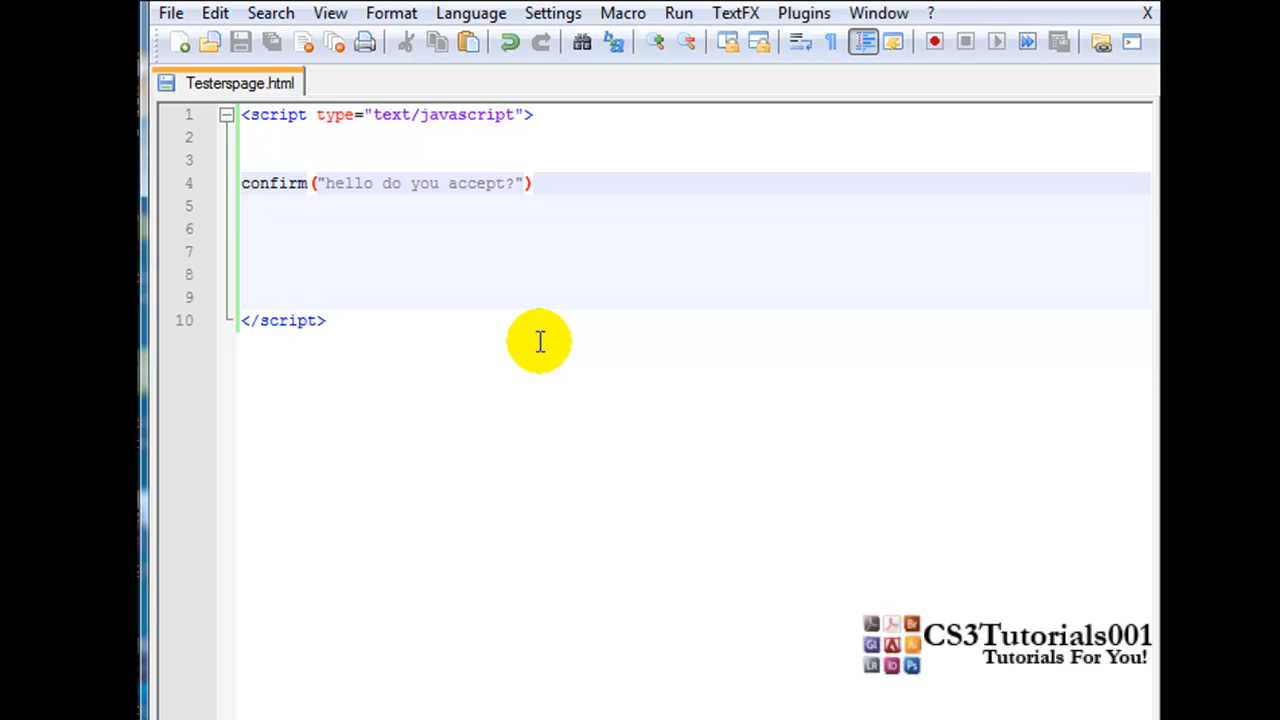 File Edit Search View Format Language Settings Macro Run TextFX Plugins Window ? X
Testerspage.html
1 <script type="text/javascript">
2
3
4 confirm("hello do you accept?")
5
6
7
8
9
10 </script>
CS3Tutorials001
Tutorials For You!